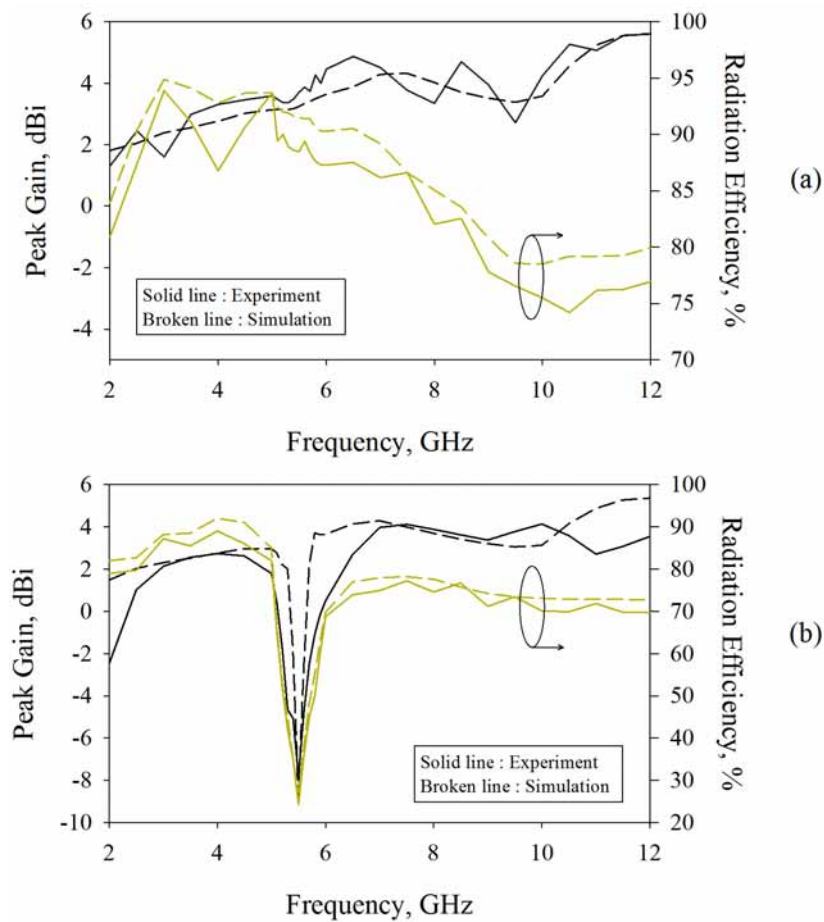 6
4
2
0
-2
-4
Peak Gain, dBi
100
95
90
85
80
75
70
Radiation Efficiency, %
(a)
Solid line : Experiment
Broken line : Simulation
2 4 6 8 10 12
Frequency, GHz
6
4
2
0
-2
-4
-6
-8
-10
Peak Gain, dBi
100
90
80
70
60
50
40
30
20
Radiation Efficiency, %
(b)
Solid line : Experiment
Broken line : Simulation
2 4 6 8 10 12
Frequency, GHz